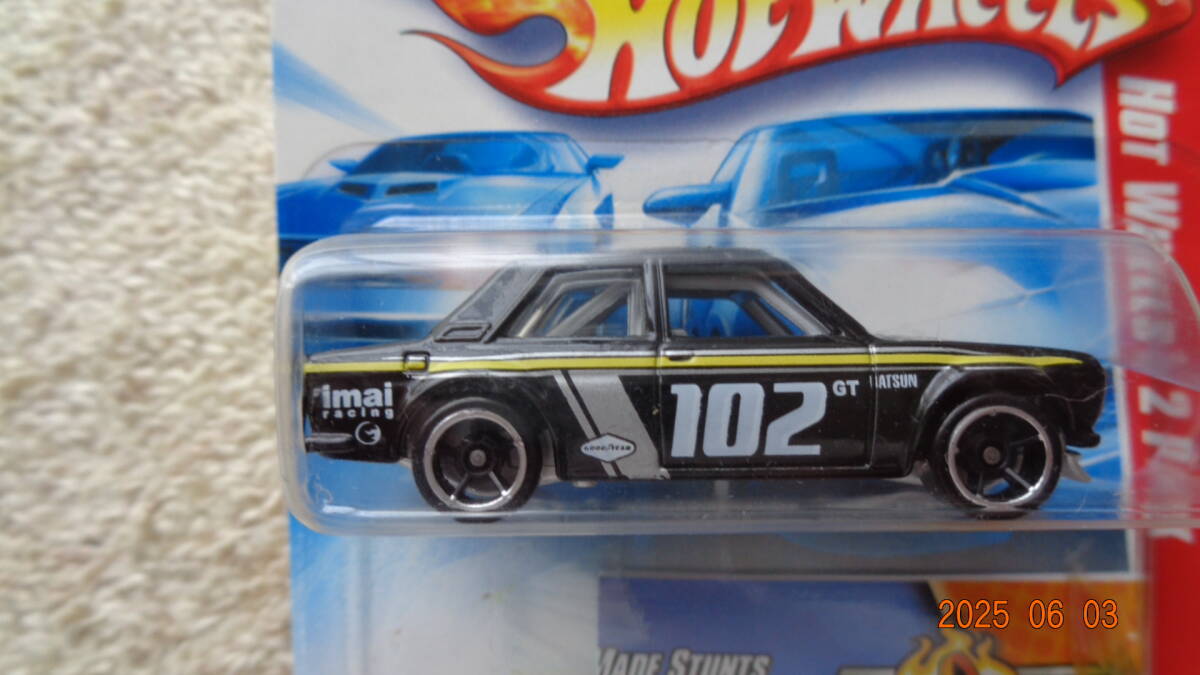 HOT WHEELS
HOT WHEELS 2 PACK
imai
racing
GOODYEAR
102
GT
DATSUN
MADE STUNTS
2025 06 03